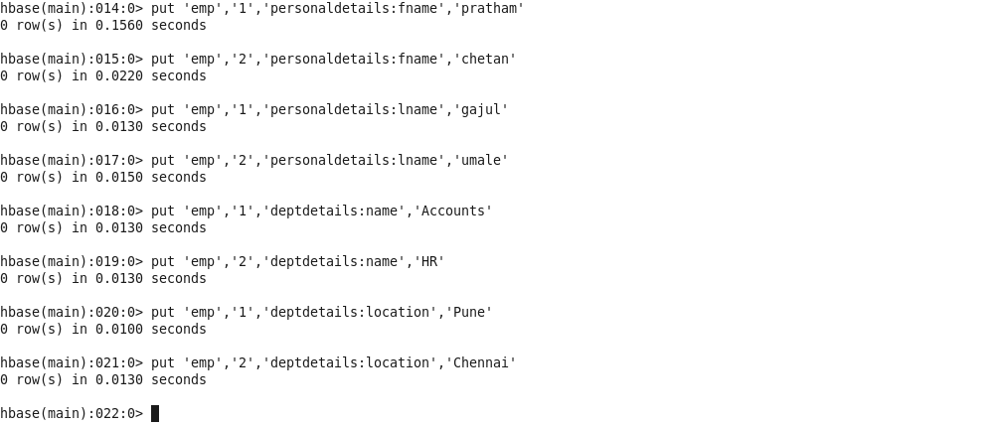 hbase(main):014:0> put 'emp','1','personaldetails:fname','pratham'
0 row(s) in 0.1560 seconds
hbase(main):015:0> put 'emp','2','personaldetails:fname','chetan'
0 row(s) in 0.0220 seconds
hbase(main):016:0> put 'emp','1','personaldetails:lname','gajul'
0 row(s) in 0.0130 seconds
hbase(main):017:0> put 'emp','2','personaldetails:lname','umale'
0 row(s) in 0.0150 seconds
hbase(main):018:0> put 'emp','1','deptdetails:name','Accounts'
0 row(s) in 0.0130 seconds
hbase(main):019:0> put 'emp','2','deptdetails:name','HR'
0 row(s) in 0.0130 seconds
hbase(main):020:0> put 'emp','1','deptdetails:location','Pune'
0 row(s) in 0.0100 seconds
hbase(main):021:0> put 'emp','2','deptdetails:location','Chennai'
0 row(s) in 0.0130 seconds
hbase(main):022:0>